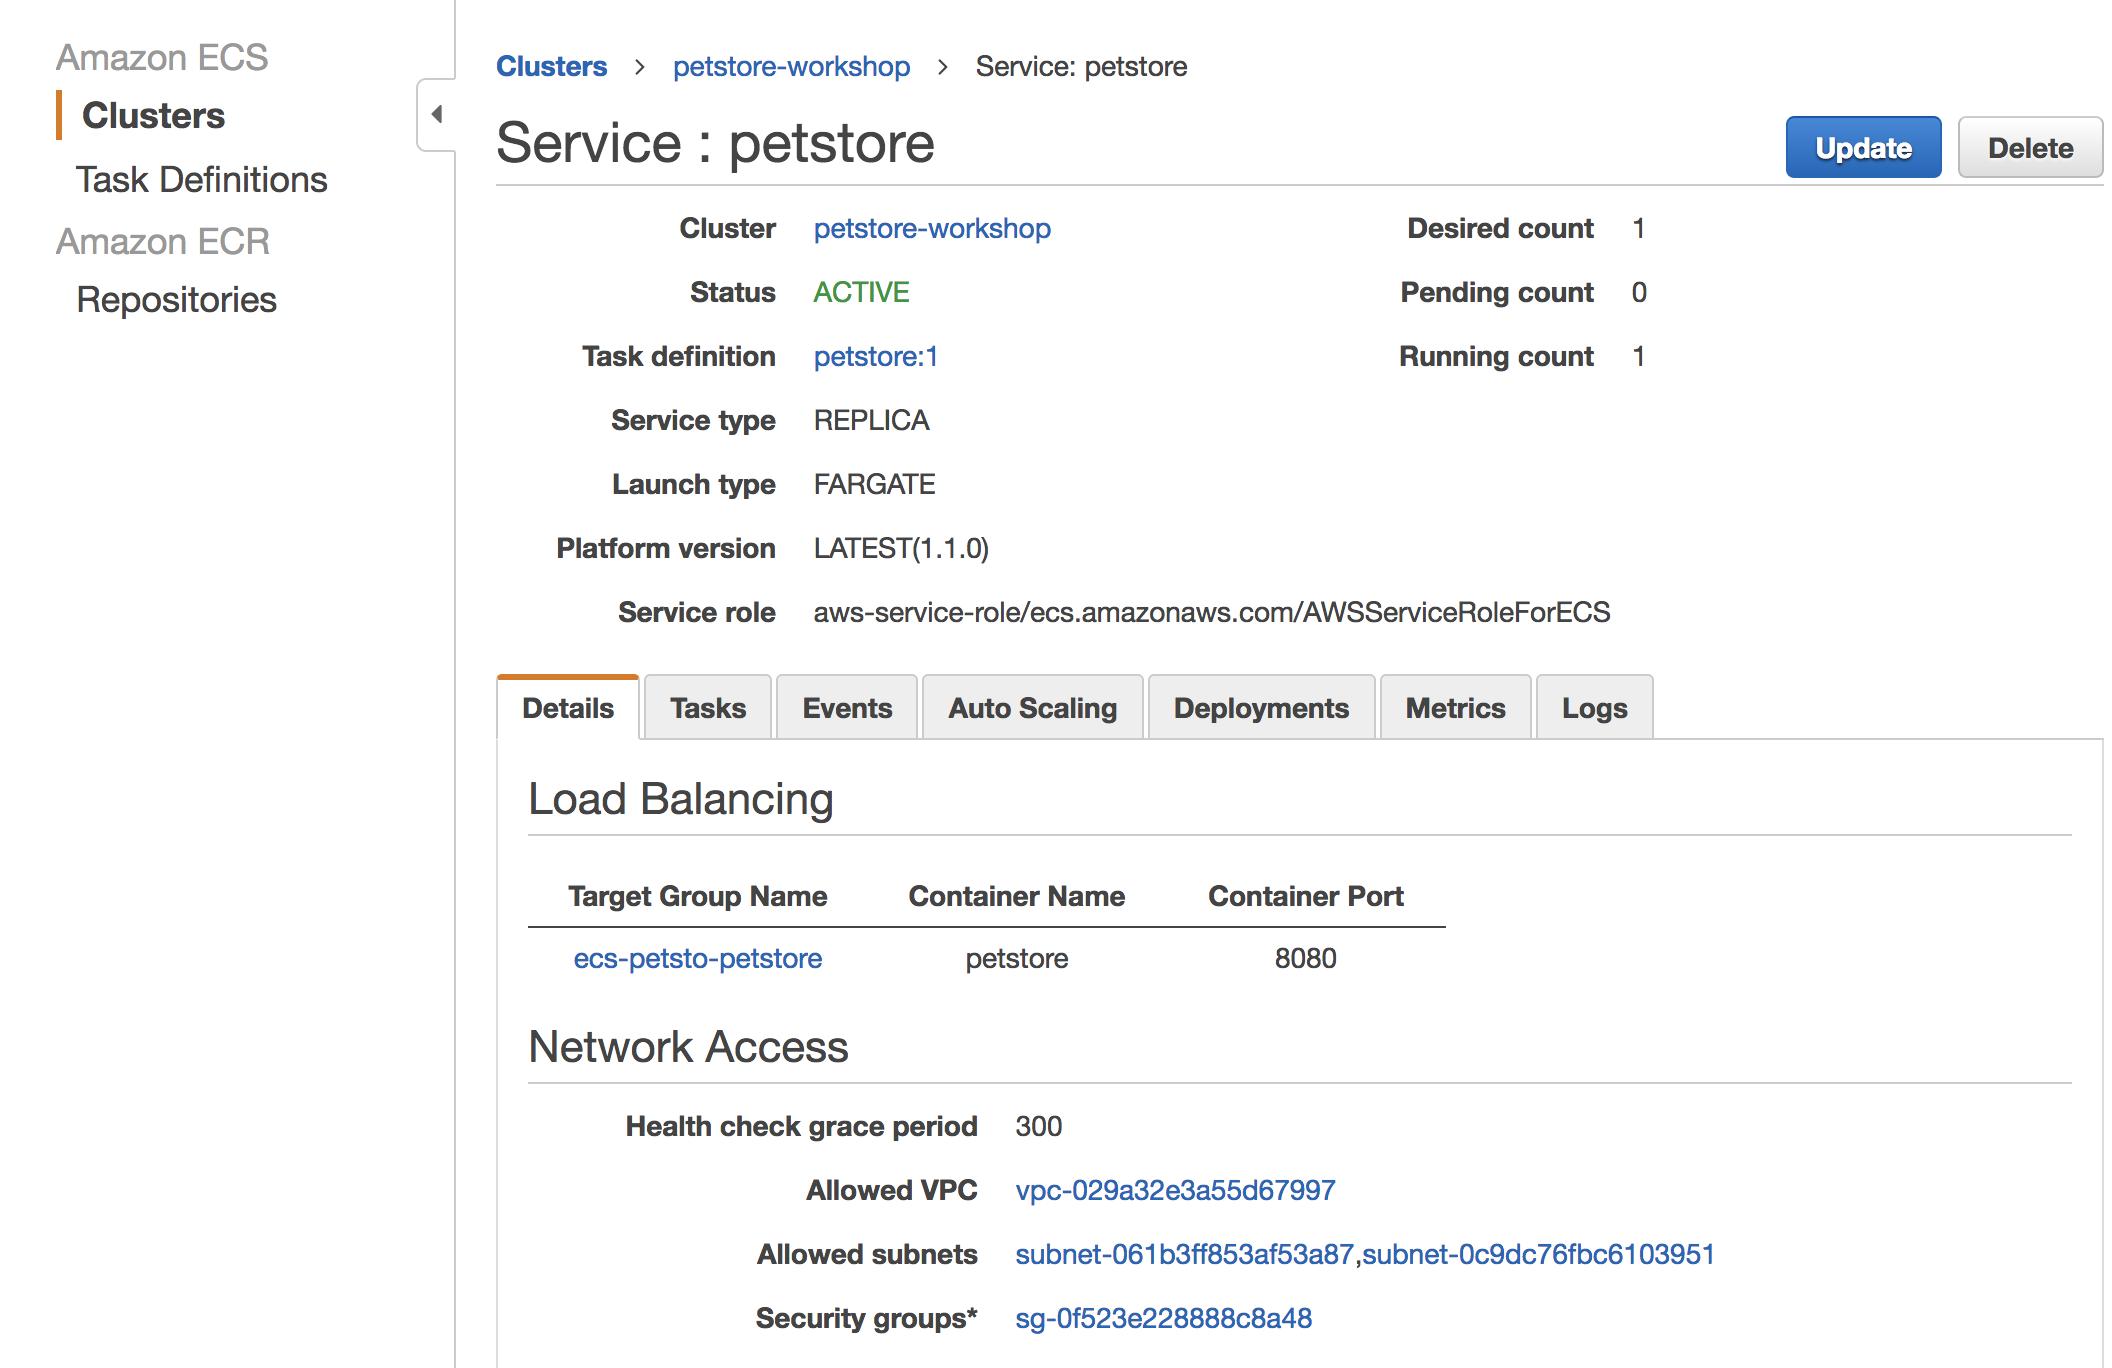 Amazon ECS
Clusters
Task Definitions
Amazon ECR
Repositories
Clusters > petstore-workshop > Service: petstore
Service : petstore
Update Delete
Cluster petstore-workshop Desired count 1
Status ACTIVE Pending count 0
Task definition petstore:1 Running count 1
Service type REPLICA
Launch type FARGATE
Platform version LATEST(1.1.0)
Service role aws-service-role/ecs.amazonaws.com/AWSServiceRoleForECS
Details Tasks Events Auto Scaling Deployments Metrics Logs
Load Balancing
Target Group Name Container Name Container Port
ecs-petsto-petstore petstore 8080
Network Access
Health check grace period 300
Allowed VPC vpc-029a32e3a55d67997
Allowed subnets subnet-061b3ff853af53a87,subnet-0c9dc76fbc6103951
Security groups* sg-0f523e228888c8a48